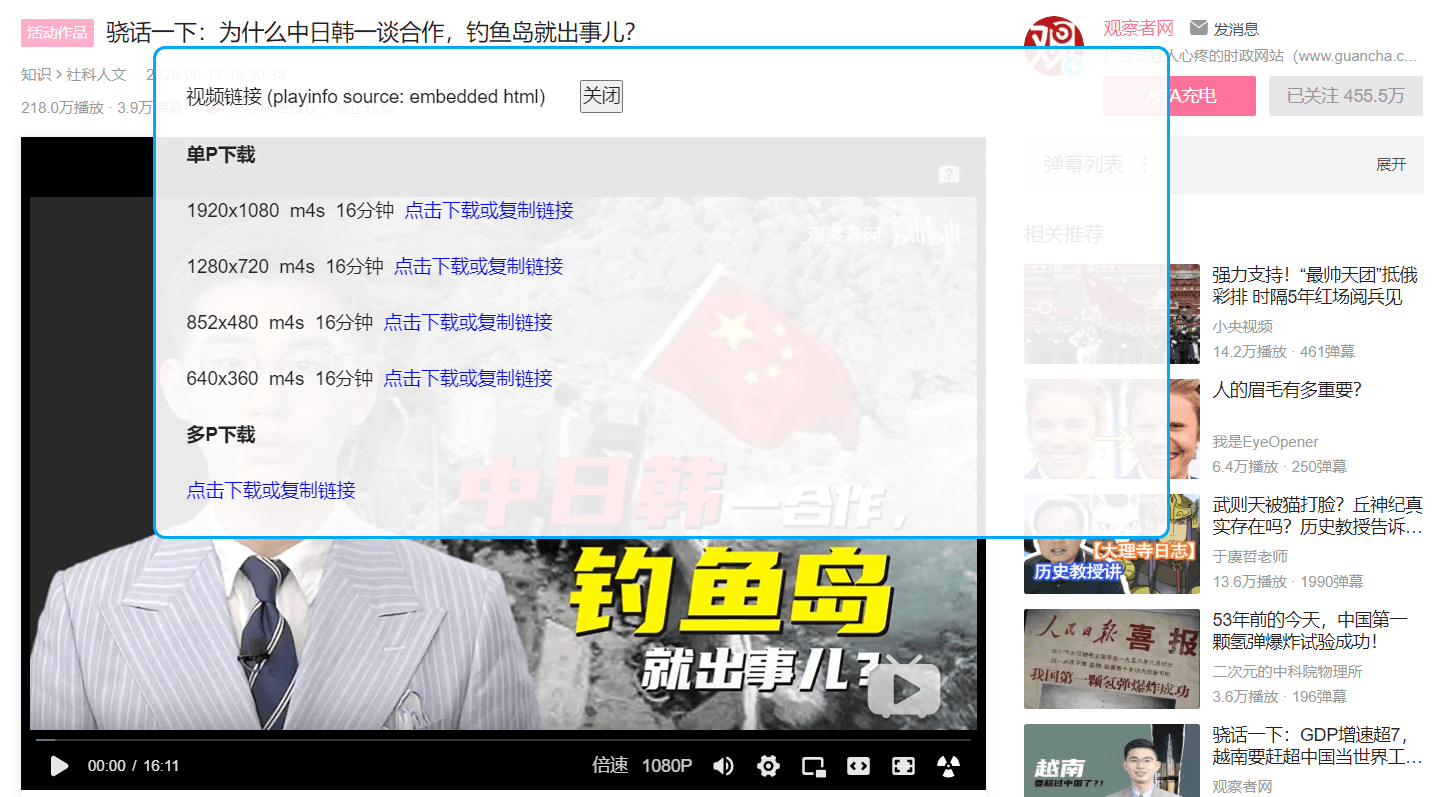 活动作品 骁话一下：为什么中日韩一谈合作，钓鱼岛就出事儿？
知识 > 社科人文 2020-06-17 18:30:38
218.0万播放 · 3.9万弹幕
观察者网 发消息
人心疼的时政网站（www.guancha.c…
为TA充电 已关注 455.5万
视频链接 (playinfo source: embedded html) 关闭
单P下载
1920x1080 m4s 16分钟 点击下载或复制链接
1280x720 m4s 16分钟 点击下载或复制链接
852x480 m4s 16分钟 点击下载或复制链接
640x360 m4s 16分钟 点击下载或复制链接
多P下载
点击下载或复制链接
观察者网 bilibili
中日韩一合作，
钓鱼岛
就出事儿？
00:00 / 16:11 倍速 1080P
弹幕列表 展开
相关推荐
强力支持！“最帅天团”抵俄
彩排 时隔5年红场阅兵见
小央视频
14.2万播放 · 461弹幕
人的眉毛有多重要？
我是EyeOpener
6.4万播放 · 250弹幕
【大理寺日志】
历史教授讲
武则天被猫打脸？丘神纪真
实存在吗？历史教授告诉…
于赓哲老师
13.6万播放 · 1990弹幕
人民日报 喜报
我国第一颗氢弹爆炸成功
53年前的今天，中国第一
颗氢弹爆炸试验成功！
二次元的中科院物理所
3.6万播放 · 196弹幕
越南
要超过中国了?!
骁话一下：GDP增速超7，
越南要赶超中国当世界工…
观察者网